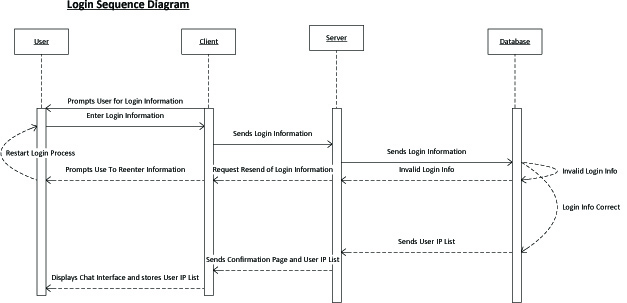 Login Sequence Diagram
User
Client
Server
Database
Prompts User for Login Information
Enter Login Information
Sends Login Information
Sends Login Information
Restart Login Process
Prompts Use To Reenter Information
Request Resend of Login Information
Invalid Login Info
Invalid Login Info
Login Info Correct
Sends User IP List
Sends Confirmation Page and User IP List
Displays Chat Interface and stores User IP List